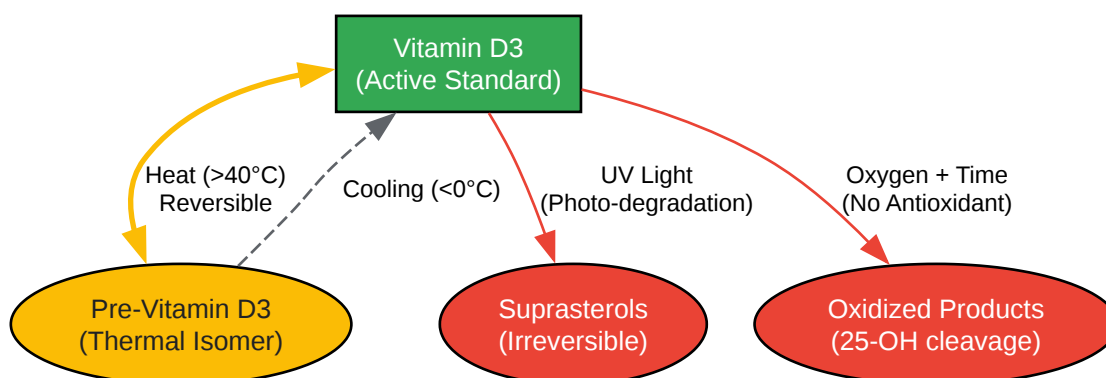 Vitamin D3
(Active Standard)
Heat (>40°C)
Reversible
Cooling (<0°C)
UV Light
(Photo-degradation)
Oxygen + Time
(No Antioxidant)
Pre-Vitamin D3
(Thermal Isomer)
Suprasterols
(Irreversible)
Oxidized Products
(25-OH cleavage)